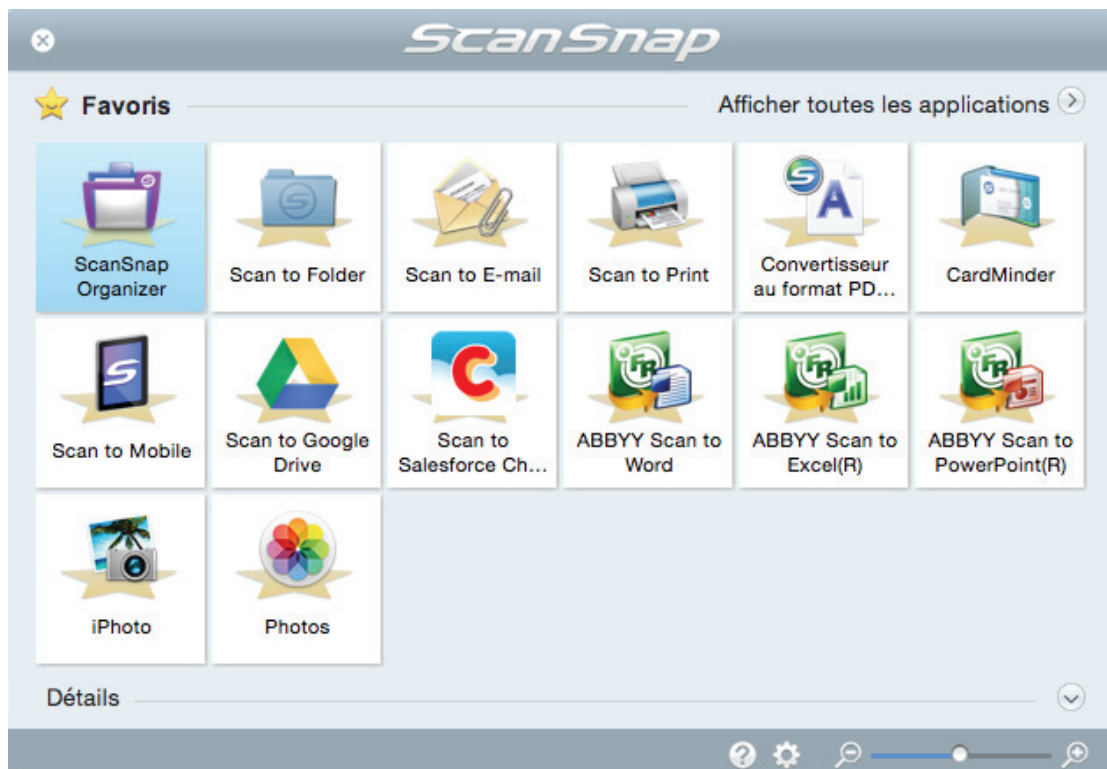 ScanSnap
Favoris
Afficher toutes les applications
ScanSnap
Organizer
Scan to Folder
Scan to E-mail
Scan to Print
Convertisseur
au format PD...
CardMinder
Scan to Mobile
Scan to Google
Drive
Scan to
Salesforce Ch...
ABBYY Scan to
Word
ABBYY Scan to
Excel(R)
ABBYY Scan to
PowerPoint(R)
iPhoto
Photos
Détails